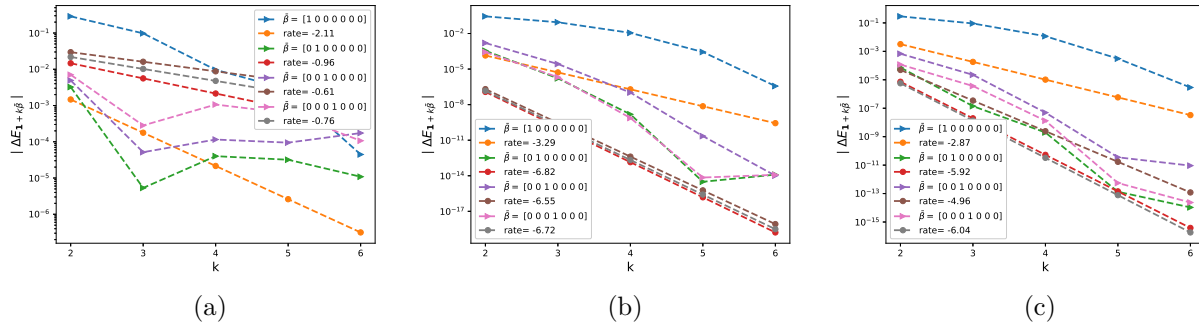 10⁻¹
10⁻²
10⁻³
10⁻⁴
10⁻⁵
10⁻⁶
| ΔE₁ ₊ ₖβ̄ |
2 3 4 5 6
k
β̄ = [1 0 0 0 0 0 0]
rate= -2.11
β̄ = [0 1 0 0 0 0 0]
rate= -0.96
β̄ = [0 0 1 0 0 0 0]
rate= -0.61
β̄ = [0 0 0 1 0 0 0]
rate= -0.76
(a)
10⁻²
10⁻⁵
10⁻⁸
10⁻¹¹
10⁻¹⁴
10⁻¹⁷
| ΔE₁ ₊ ₖβ̄ |
β̄ = [1 0 0 0 0 0 0]
rate= -3.29
β̄ = [0 1 0 0 0 0 0]
rate= -6.82
β̄ = [0 0 1 0 0 0 0]
rate= -6.55
β̄ = [0 0 0 1 0 0 0]
rate= -6.72
2 3 4 5 6
k
(b)
10⁻¹
10⁻³
10⁻⁵
10⁻⁷
10⁻⁹
10⁻¹¹
10⁻¹³
10⁻¹⁵
| ΔE₁ ₊ ₖβ̄ |
β̄ = [1 0 0 0 0 0 0]
rate= -2.87
β̄ = [0 1 0 0 0 0 0]
rate= -5.92
β̄ = [0 0 1 0 0 0 0]
rate= -4.96
β̄ = [0 0 0 1 0 0 0]
rate= -6.04
2 3 4 5 6
k
(c)